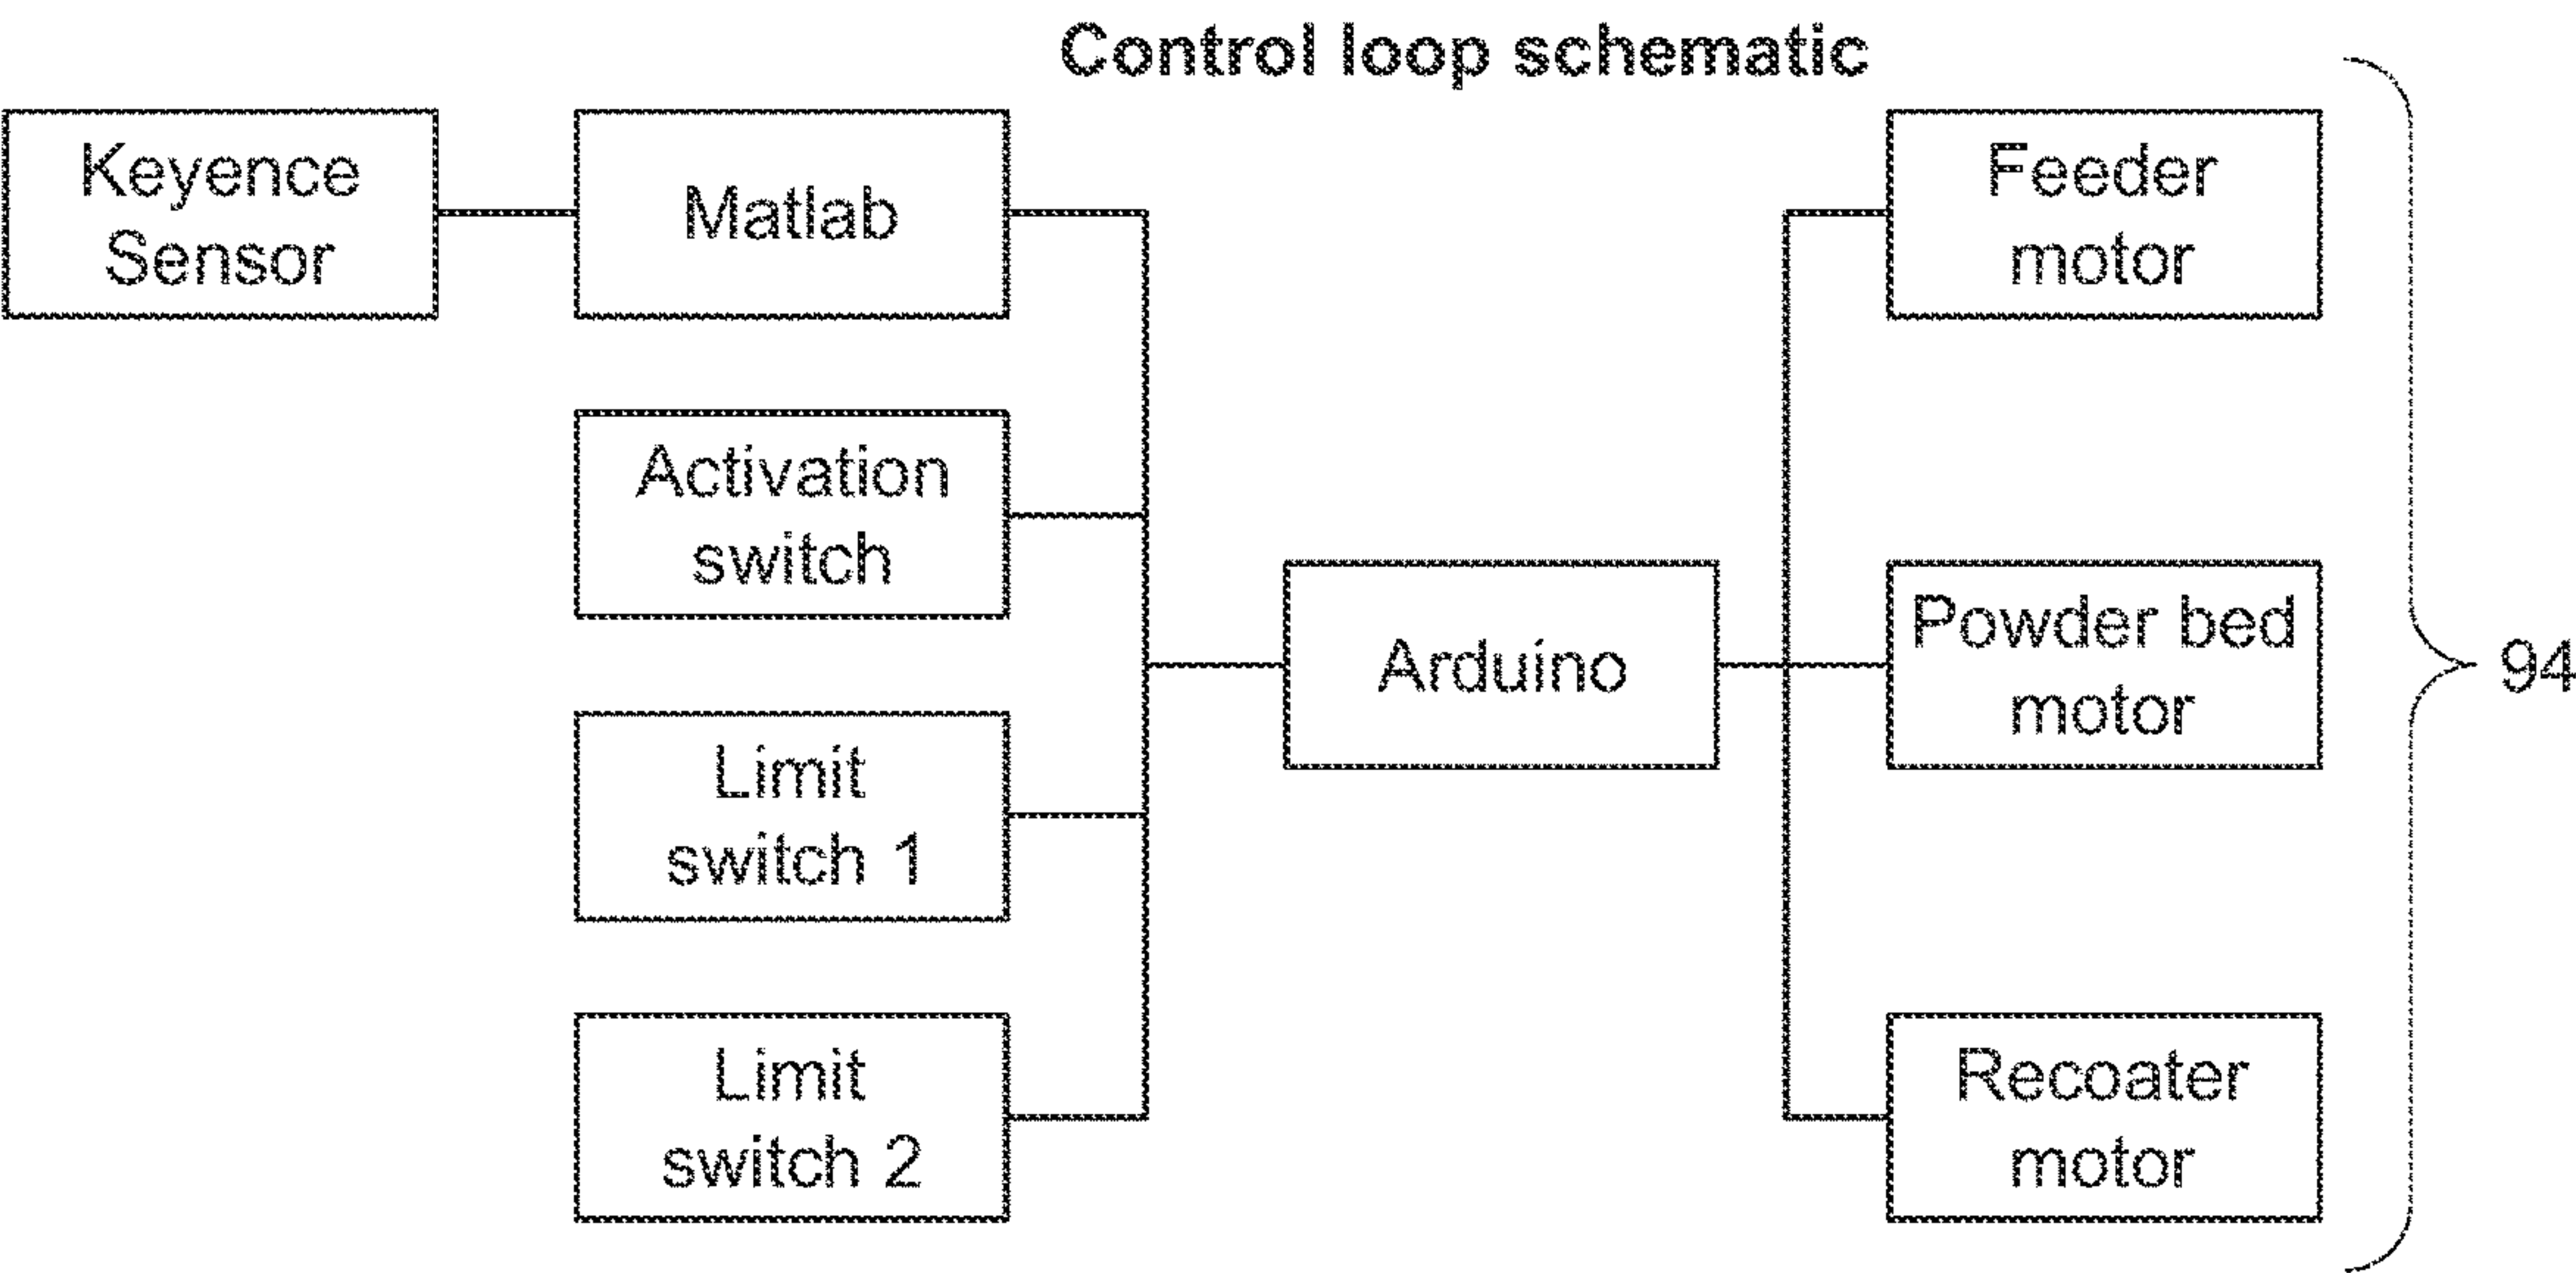 Control loop schematic
Keyence
Sensor
Matlab
Feeder
motor
Activation
switch
Arduino
Powder bed
motor
94
Limit
switch 1
Limit
switch 2
Recoater
motor